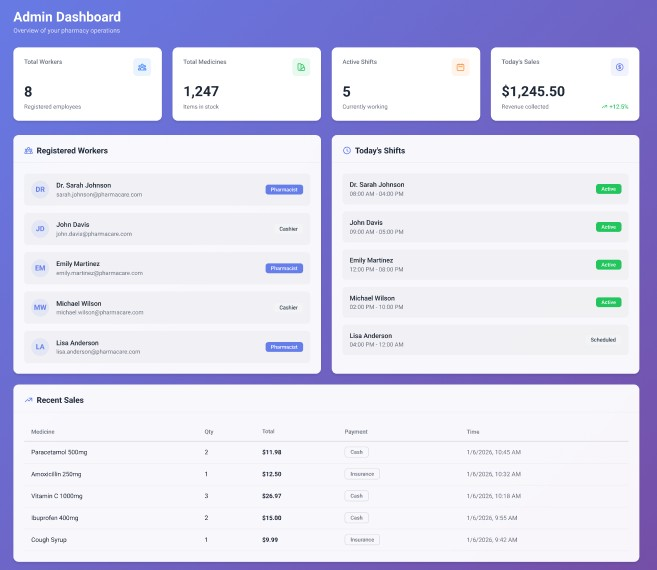 Admin Dashboard
Overview of your pharmacy operations
Total Workers
8
Registered employees
Total Medicines
1,247
Items in stock
Active Shifts
5
Currently working
Today's Sales
$1,245.50
Revenue collected
+12.5%
Registered Workers
DR
Dr. Sarah Johnson
sarah.johnson@pharmacare.com
Pharmacist
JD
John Davis
john.davis@pharmacare.com
Cashier
EM
Emily Martinez
emily.martinez@pharmacare.com
Pharmacist
MW
Michael Wilson
michael.wilson@pharmacare.com
Cashier
LA
Lisa Anderson
lisa.anderson@pharmacare.com
Pharmacist
Today's Shifts
Dr. Sarah Johnson
08:00 AM - 04:00 PM
Active
John Davis
09:00 AM - 05:00 PM
Active
Emily Martinez
12:00 PM - 08:00 PM
Active
Michael Wilson
02:00 PM - 10:00 PM
Active
Lisa Anderson
04:00 PM - 12:00 AM
Scheduled
Recent Sales
Medicine Qty Total Payment Time
Paracetamol 500mg 2 $11.98 Cash 1/6/2026, 10:45 AM
Amoxicillin 250mg 1 $12.50 Insurance 1/6/2026, 10:32 AM
Vitamin C 1000mg 3 $26.97 Cash 1/6/2026, 10:18 AM
Ibuprofen 400mg 2 $15.00 Cash 1/6/2026, 9:55 AM
Cough Syrup 1 $9.99 Insurance 1/6/2026, 9:42 AM